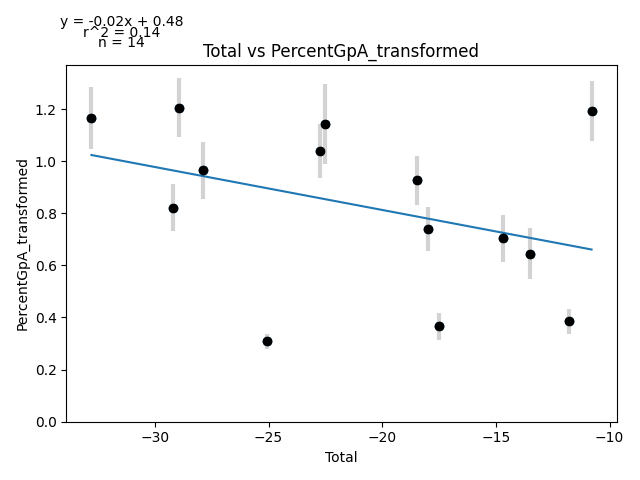 y = -0.02x + 0.48
r^2 = 0.14
n = 14
Total vs PercentGpA_transformed
PercentGpA_transformed
1.2
1.0
0.8
0.6
0.4
0.2
0.0
−30
−25
−20
−15
−10
Total